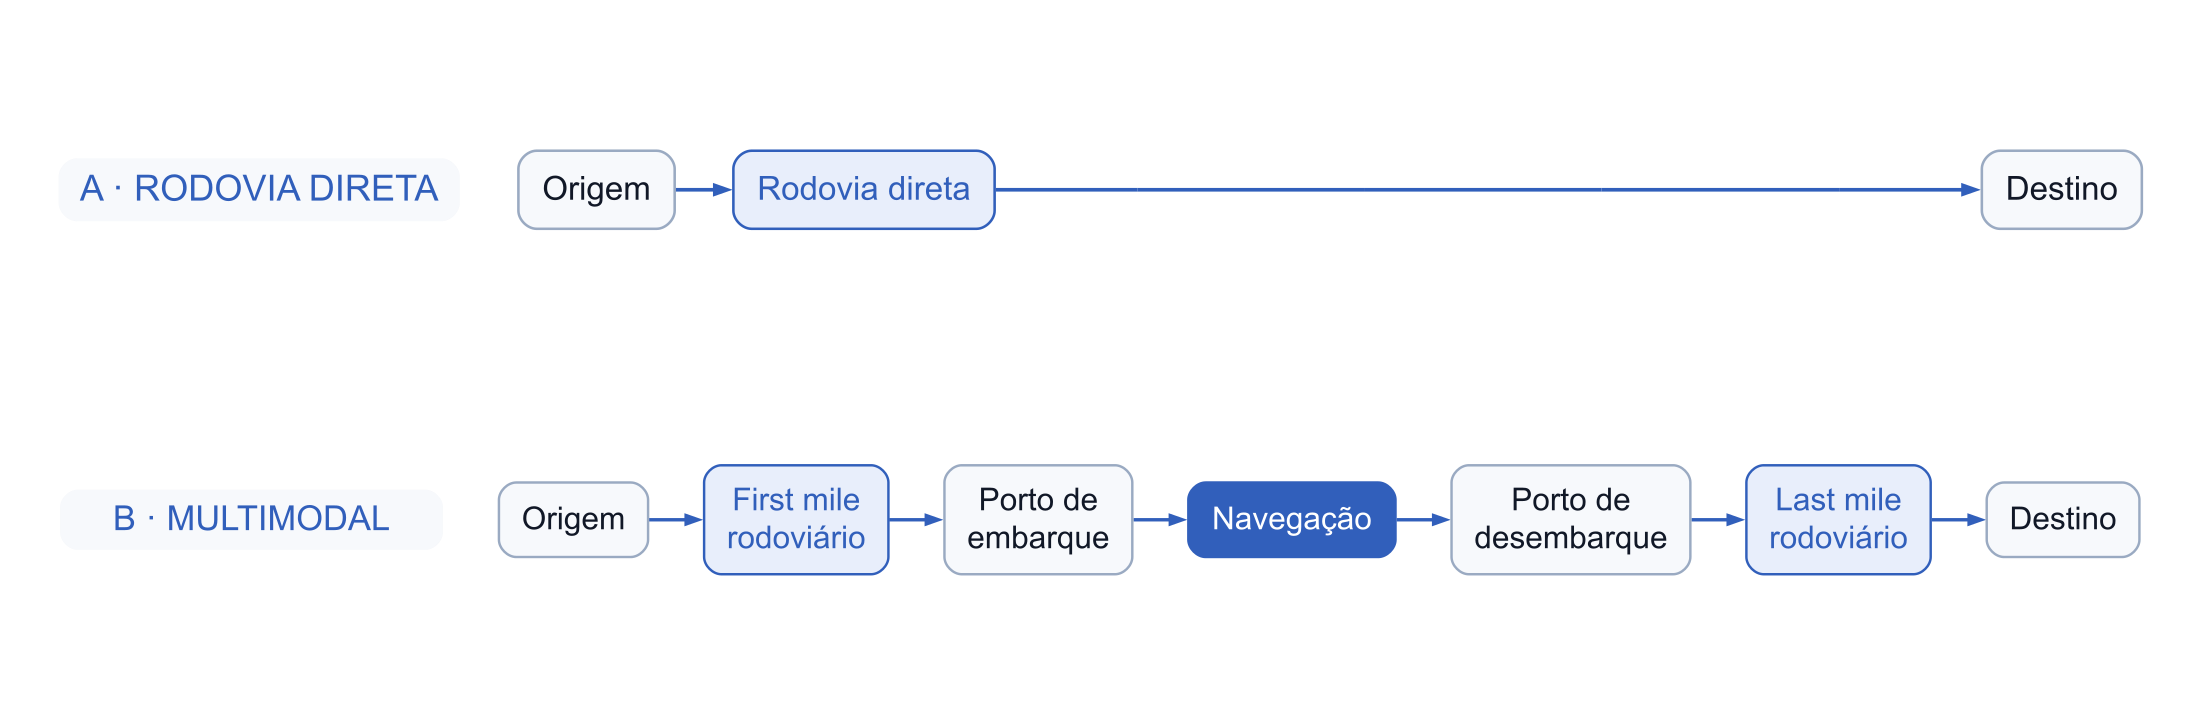 A · RODOVIA DIRETA
Origem
Rodovia direta
Destino
B · MULTIMODAL
Origem
First mile
rodoviário
Porto de
embarque
Navegação
Porto de
desembarque
Last mile
rodoviário
Destino